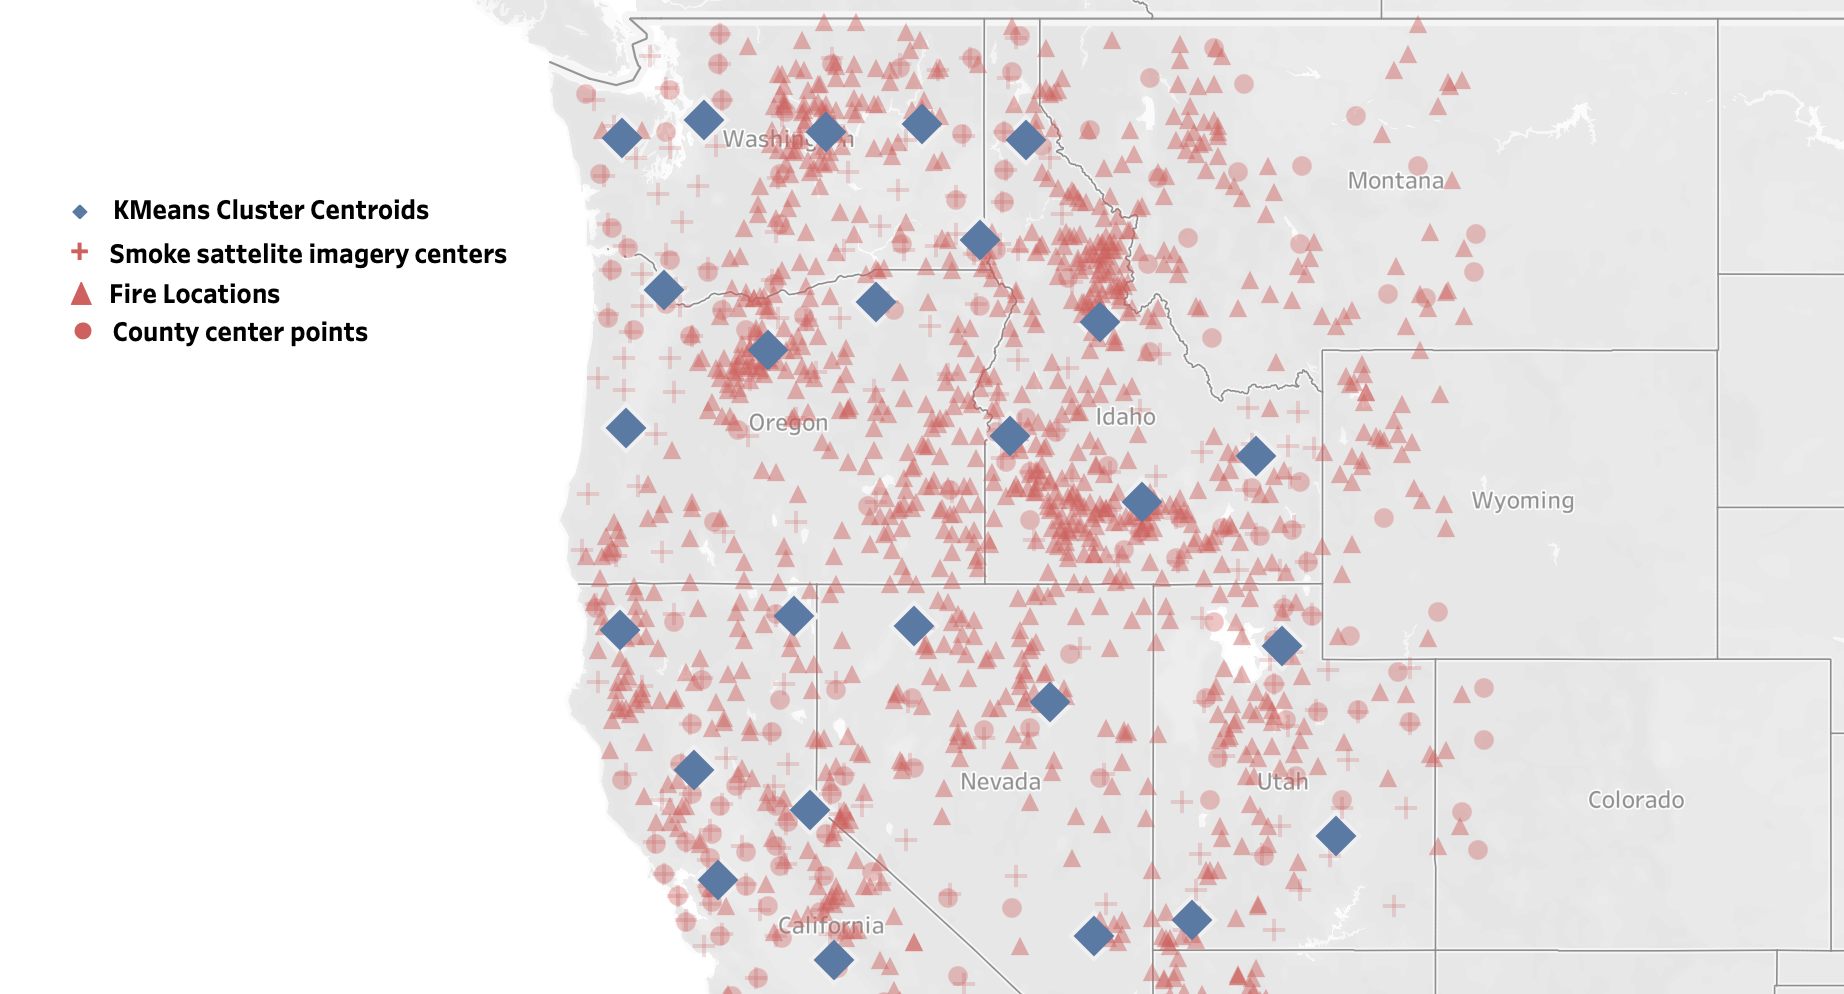 KMeans Cluster Centroids
Smoke sattelite imagery centers
Fire Locations
County center points
Washington
Montana
Oregon
Idaho
Wyoming
Nevada
Utah
Colorado
California